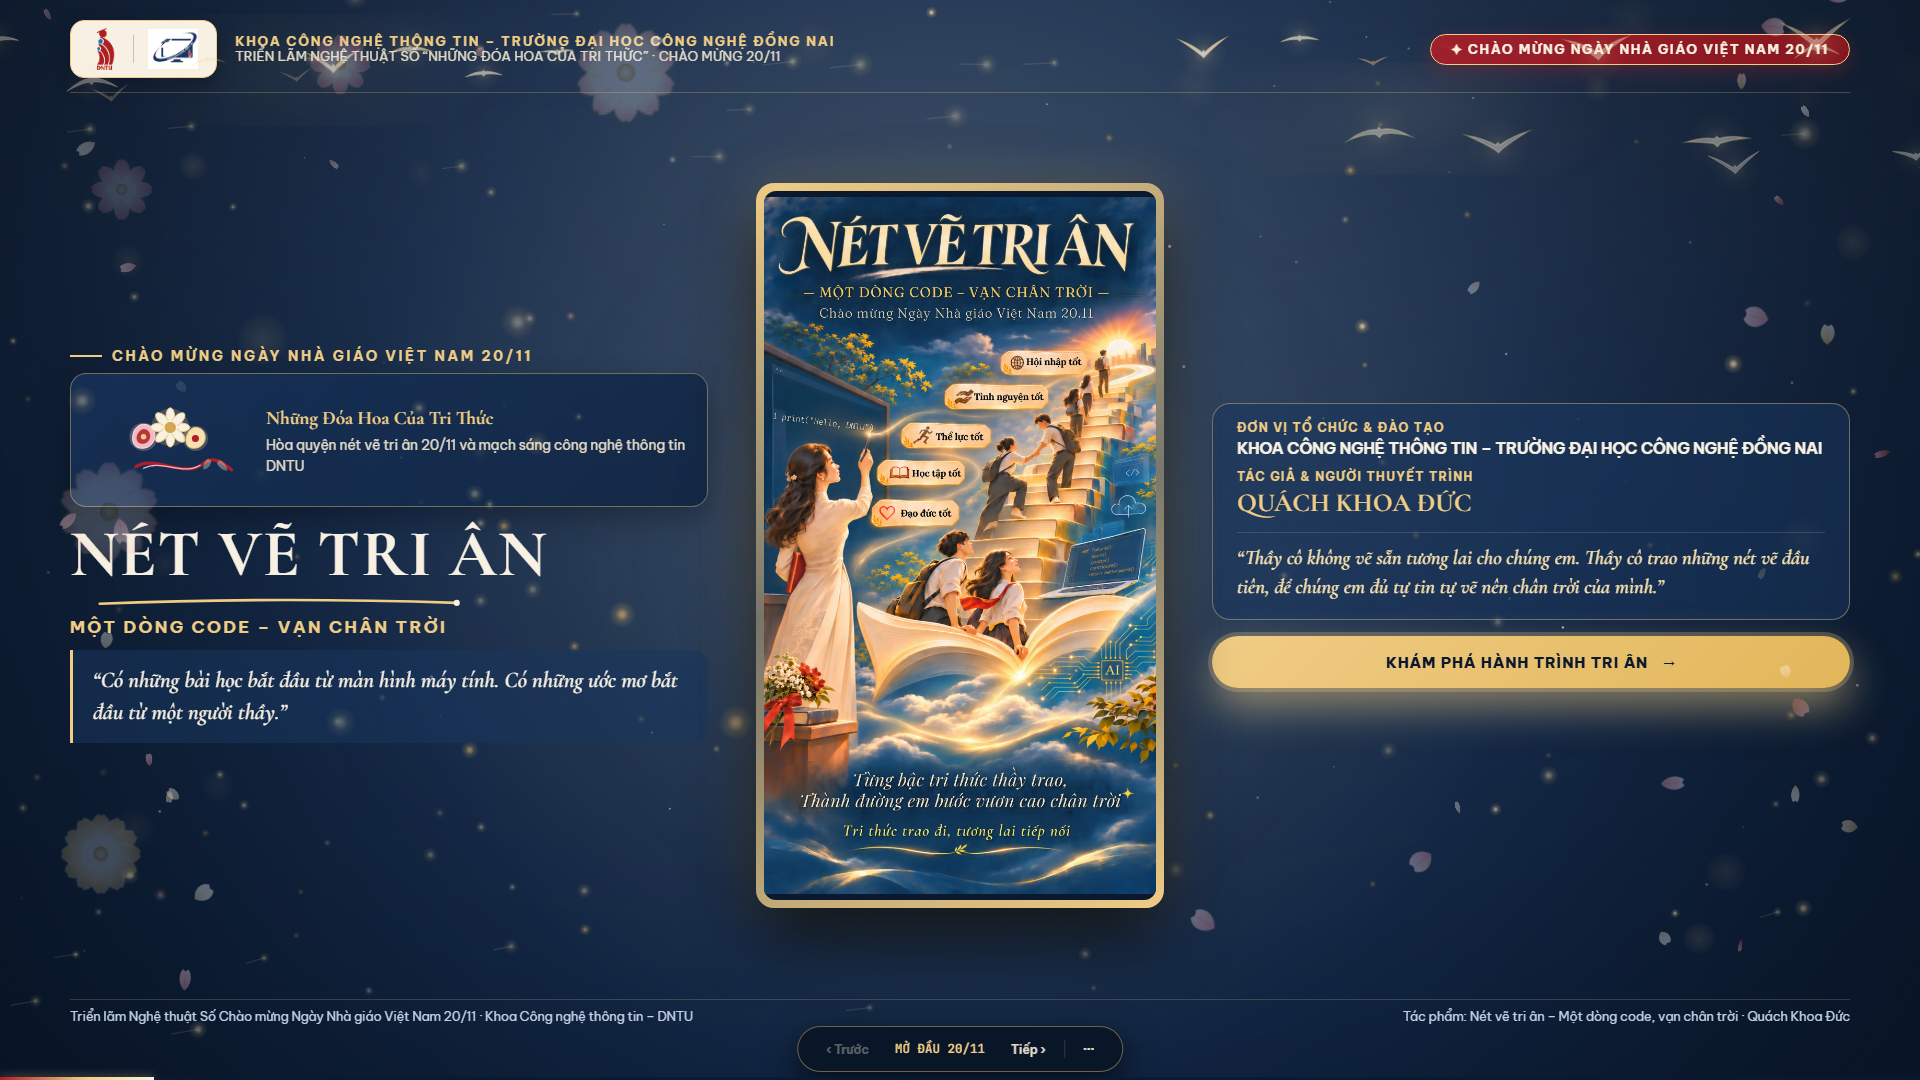 DNTU
KHOA CÔNG NGHỆ THÔNG TIN – TRƯỜNG ĐẠI HỌC CÔNG NGHỆ ĐỒNG NAI
TRIỂN LÃM NGHỆ THUẬT SỐ “NHỮNG ĐÓA HOA CỦA TRI THỨC” · CHÀO MỪNG 20/11
✦ CHÀO MỪNG NGÀY NHÀ GIÁO VIỆT NAM 20/11
CHÀO MỪNG NGÀY NHÀ GIÁO VIỆT NAM 20/11
Những Đóa Hoa Của Tri Thức
Hòa quyện nét vẽ tri ân 20/11 và mạch sáng công nghệ thông tin
DNTU
NÉT VẼ TRI ÂN
MỘT DÒNG CODE – VẠN CHÂN TRỜI
“Có những bài học bắt đầu từ màn hình máy tính. Có những ước mơ bắt
đầu từ một người thầy.”
NÉT VẼ TRI ÂN
— MỘT DÒNG CODE – VẠN CHÂN TRỜI —
Chào mừng Ngày Nhà giáo Việt Nam 20.11
Hội nhập tốt
Tình nguyện tốt
1 print("Hello, DNTU")
Thể lực tốt
Học tập tốt
</>
Đạo đức tốt
AI
Từng bậc tri thức thầy trao,
Thành đường em bước vươn cao chân trời
Tri thức trao đi, tương lai tiếp nối
ĐƠN VỊ TỔ CHỨC & ĐÀO TẠO
KHOA CÔNG NGHỆ THÔNG TIN – TRƯỜNG ĐẠI HỌC CÔNG NGHỆ ĐỒNG NAI
TÁC GIẢ & NGƯỜI THUYẾT TRÌNH
QUÁCH KHOA ĐỨC
“Thầy cô không vẽ sẵn tương lai cho chúng em. Thầy cô trao những nét vẽ đầu
tiên, để chúng em đủ tự tin tự vẽ nên chân trời của mình.”
KHÁM PHÁ HÀNH TRÌNH TRI ÂN →
Triển lãm Nghệ thuật Số Chào mừng Ngày Nhà giáo Việt Nam 20/11 · Khoa Công nghệ thông tin – DNTU
Tác phẩm: Nét vẽ tri ân – Một dòng code, vạn chân trời · Quách Khoa Đức
‹ Trước MỞ ĐẦU 20/11 Tiếp › ---